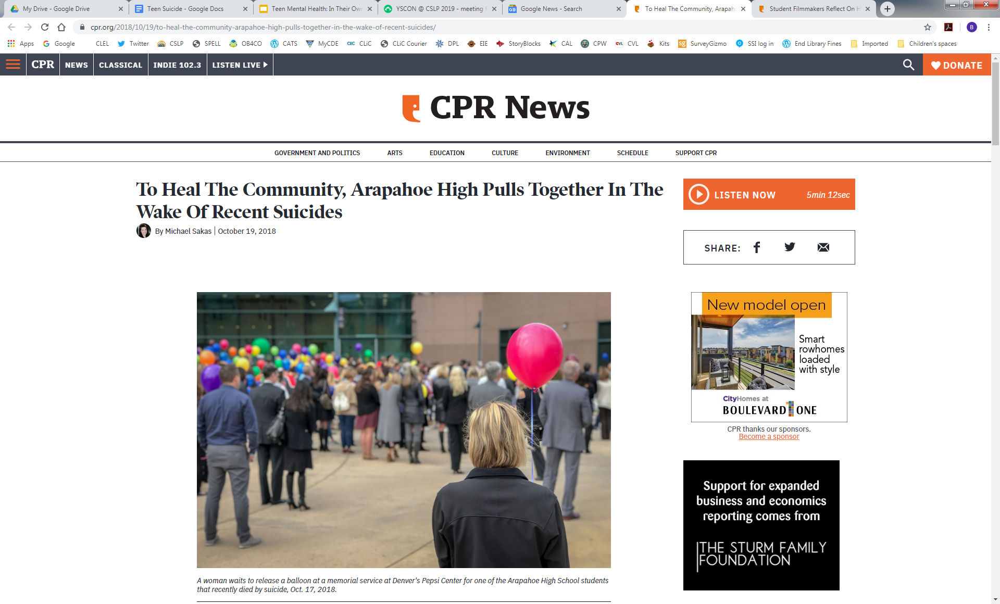 My Drive - Google Drive
Teen Suicide - Google Docs
Teen Mental Health: In Their Ow
YSCON @ CSLP 2019 - meeting f
Google News - Search
To Heal The Community, Arapah
Student Filmmakers Reflect On H
cpr.org/2018/10/19/to-heal-the-community-arapahoe-high-pulls-together-in-the-wake-of-recent-suicides/
B
Apps Google CLEL Twitter CSLP SPELL OB4CO CATS MyCDE CLiC CLiC Courier DPL EIE StoryBlocks CAL CPW CVL Kits SurveyGizmo SSI log in End Library Fines Imported Children's spaces
CPR NEWS CLASSICAL INDIE 102.3 LISTEN LIVE DONATE
CPR News
GOVERNMENT AND POLITICS ARTS EDUCATION CULTURE ENVIRONMENT SCHEDULE SUPPORT CPR
To Heal The Community, Arapahoe High Pulls Together In The
Wake Of Recent Suicides
By Michael Sakas | October 19, 2018
LISTEN NOW 5min 12sec
SHARE:
New model open
Smart
rowhomes
loaded
with style
CityHomes at
BOULEVARD ONE
CPR thanks our sponsors.
Become a sponsor
Support for expanded
business and economics
reporting comes from
THE STURM FAMILY
FOUNDATION
A woman waits to release a balloon at a memorial service at Denver's Pepsi Center for one of the Arapahoe High School students
that recently died by suicide, Oct. 17, 2018.